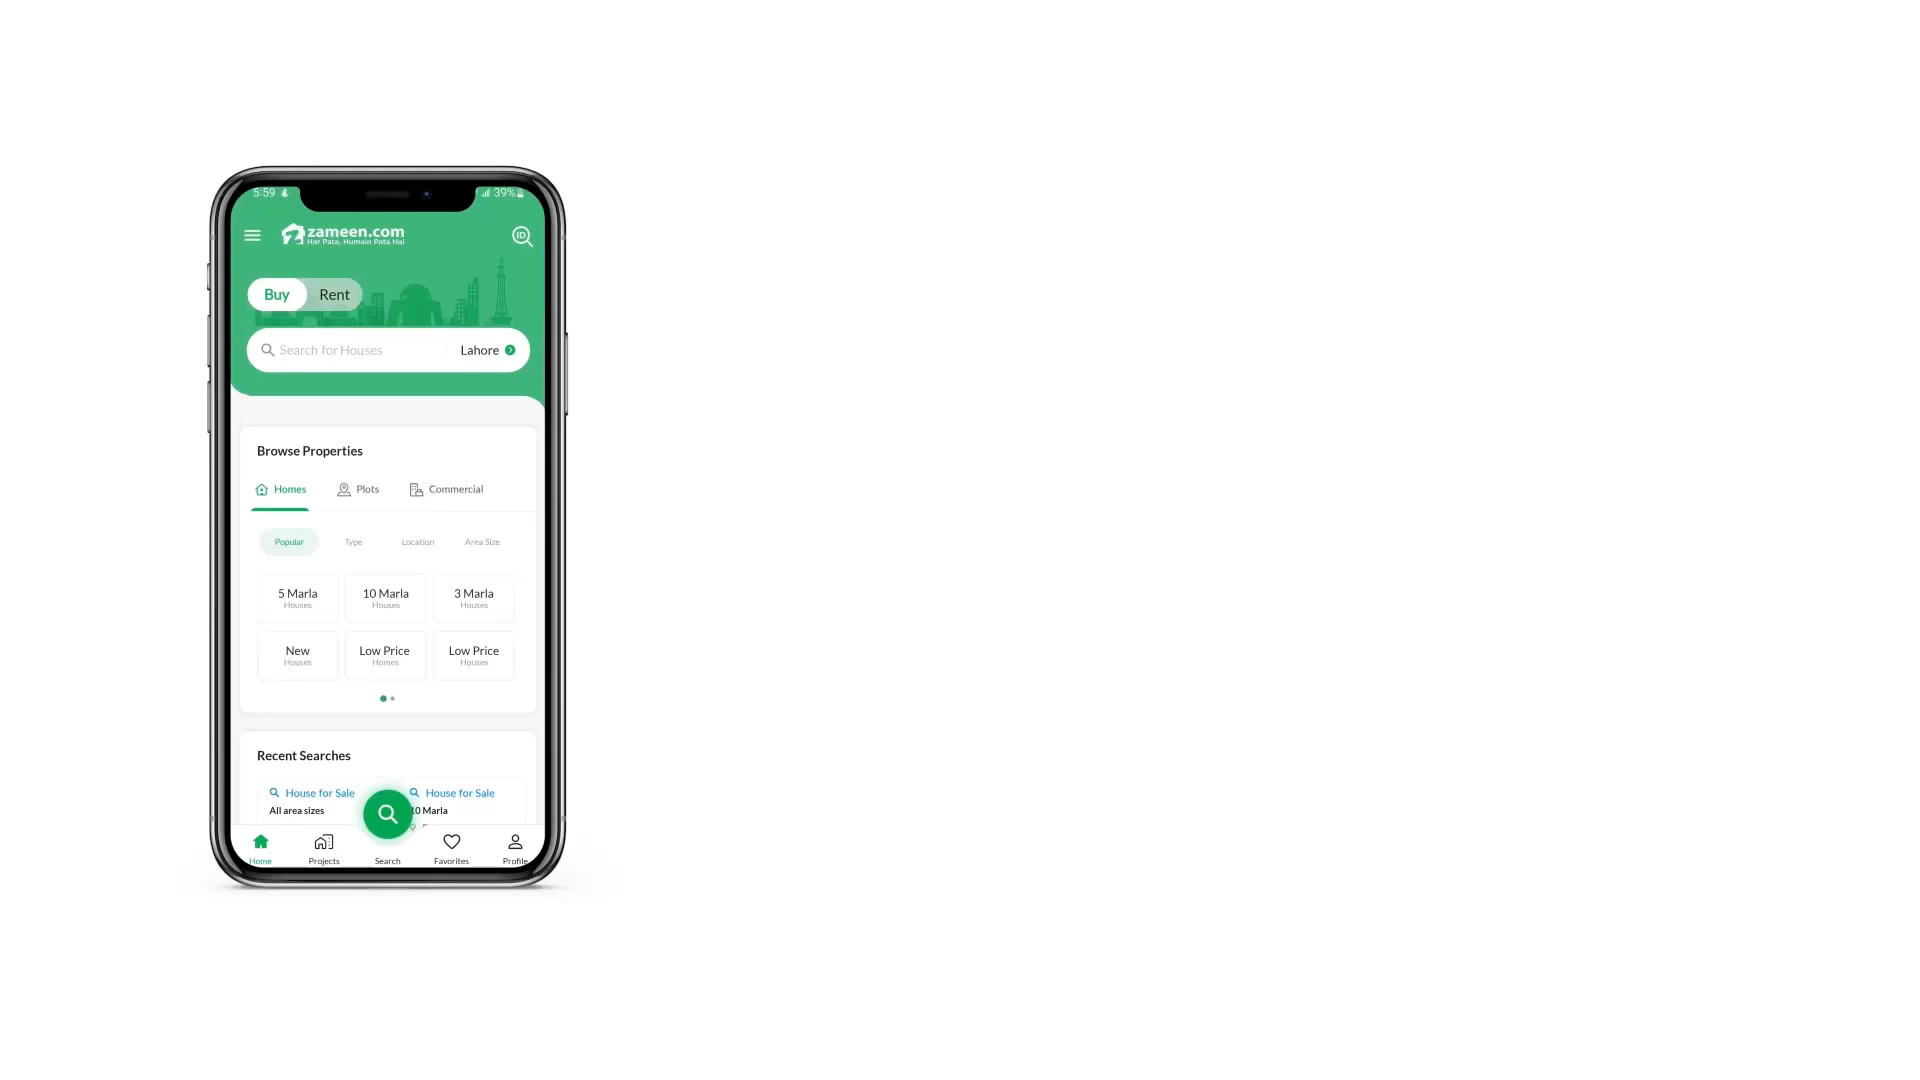 5:59
39%
zameen.com
Har Pata, Humain Pata Hai
ID
Buy
Rent
Search for Houses
Lahore
Browse Properties
Homes
Plots
Commercial
Popular
Type
Location
Area Size
5 Marla
Houses
10 Marla
Houses
3 Marla
Houses
New
Houses
Low Price
Homes
Low Price
Houses
Recent Searches
House for Sale
All area sizes
House for Sale
10 Marla
Home
Projects
Search
Favorites
Profile